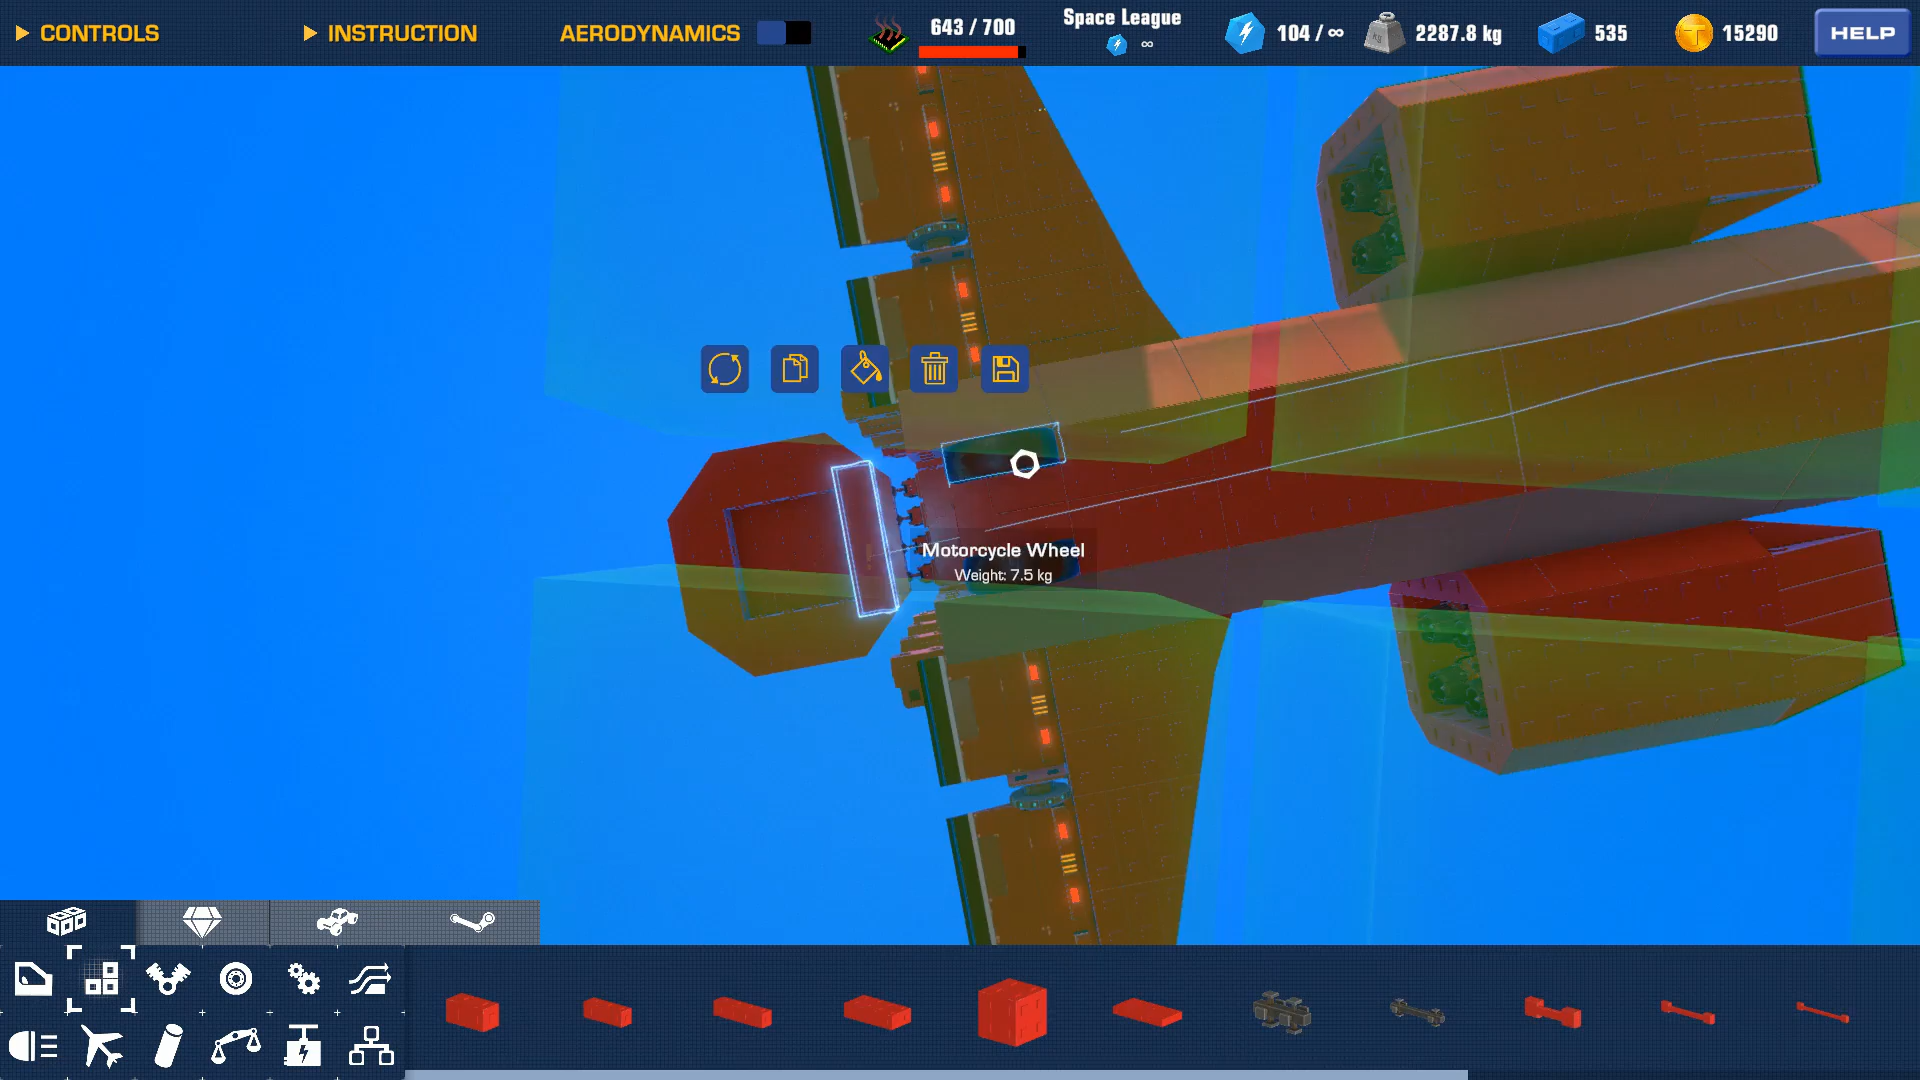 CONTROLS
INSTRUCTION
AERODYNAMICS
643 / 700
Space League
∞
104 / ∞
2287.8 kg
535
15290
HELP
Motorcycle Wheel
Weight: 7.5 kg